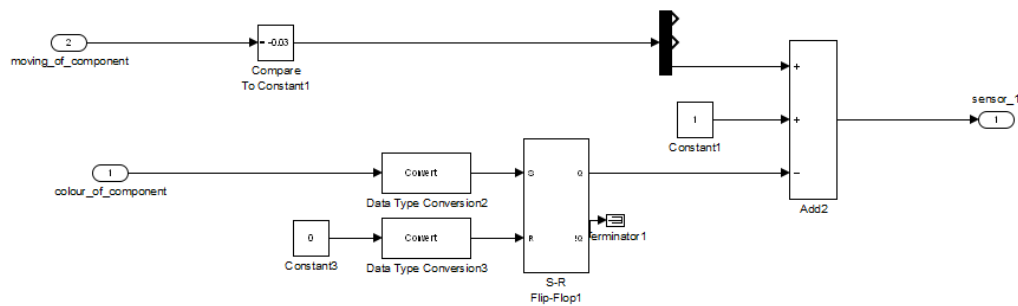 2
moving_of_component
= -0.03
Compare
To Constant1
+
sensor_1
1
1
Constant1
+
1
colour_of_component
Convert
Data Type Conversion2
S
Q
−
Add2
0
Constant3
Convert
Data Type Conversion3
R
!Q
erminator1
S-R
Flip-Flop1